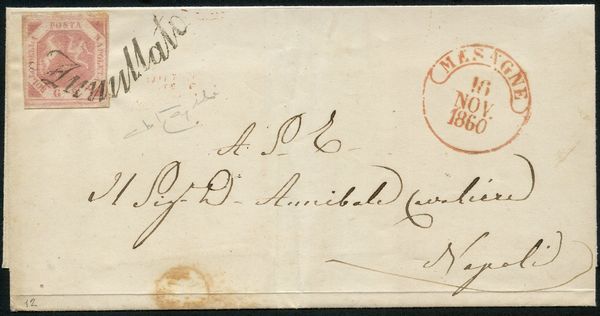 POSTA
NAPOLETANA
G
Annullato
MESAGNE
16
NOV.
1860
A. S. E.
Il Sig. D. Annibale Cavaliere
Napoli
12